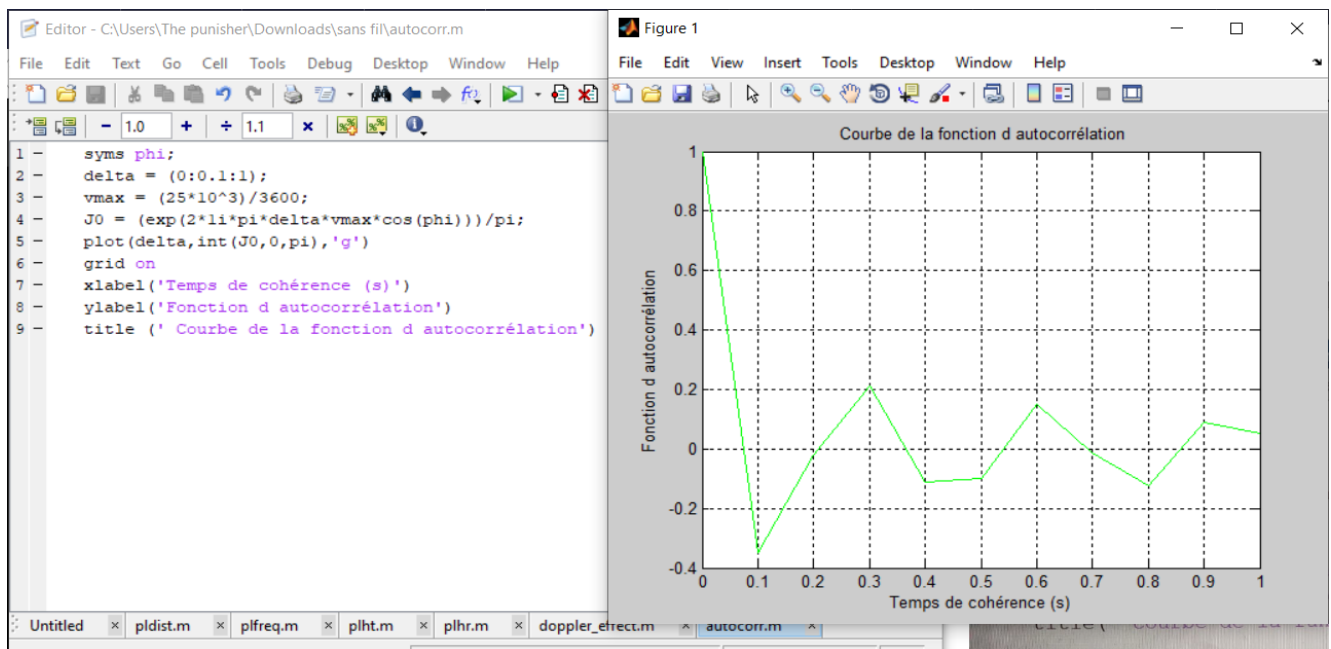 Editor - C:\Users\The punisher\Downloads\sans fil\autocorr.m
File Edit Text Go Cell Tools Debug Desktop Window Help
1.0
1.1
1 syms phi;
2 delta = (0:0.1:1);
3 vmax = (25*10^3)/3600;
4 J0 = (exp(2*1i*pi*delta*vmax*cos(phi)))/pi;
5 plot(delta,int(J0,0,pi),'g')
6 grid on
7 xlabel('Temps de cohérence (s)')
8 ylabel('Fonction d autocorrélation')
9 title (' Courbe de la fonction d autocorrélation')
Untitled × pldist.m × plfreq.m × plht.m × plhr.m × doppler_effect.m × autocorr.m ×
Figure 1
File Edit View Insert Tools Desktop Window Help
Courbe de la fonction d autocorrélation
Fonction d autocorrélation
1
0.8
0.6
0.4
0.2
0
-0.2
-0.4
0 0.1 0.2 0.3 0.4 0.5 0.6 0.7 0.8 0.9 1
Temps de cohérence (s)